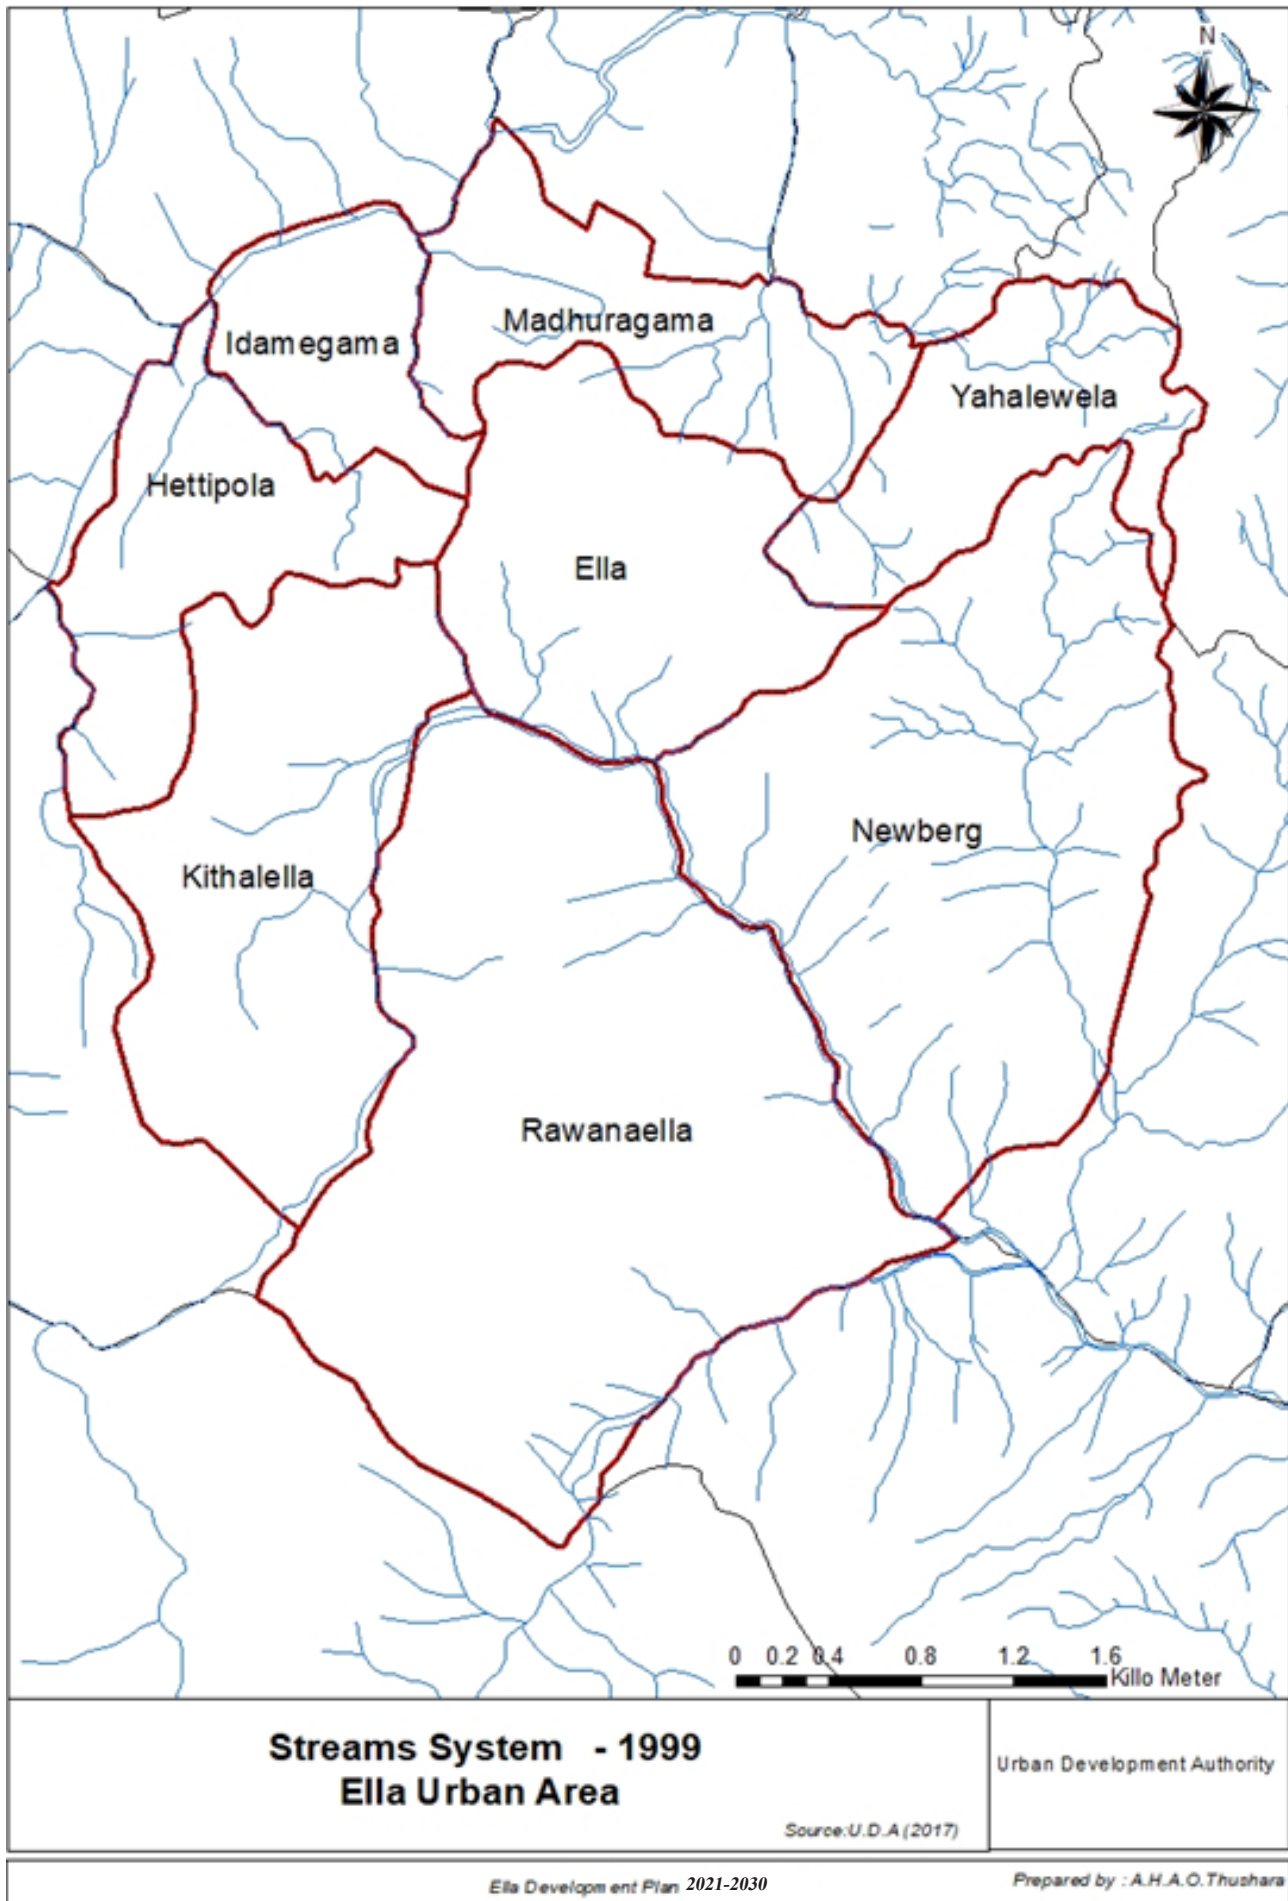 N
Madhuragama
Idamegama
Yahalewela
Hettipola
Ella
Newberg
Kithalella
Rawanaella
0 0.2 0.4 0.8 1.2 1.6
Killo Meter
Streams System - 1999
Ella Urban Area
Source:U.D.A(2017)
Urban Development Authority
Ella Development Plan 2021-2030
Prepared by : A.H.A.O.Thushara